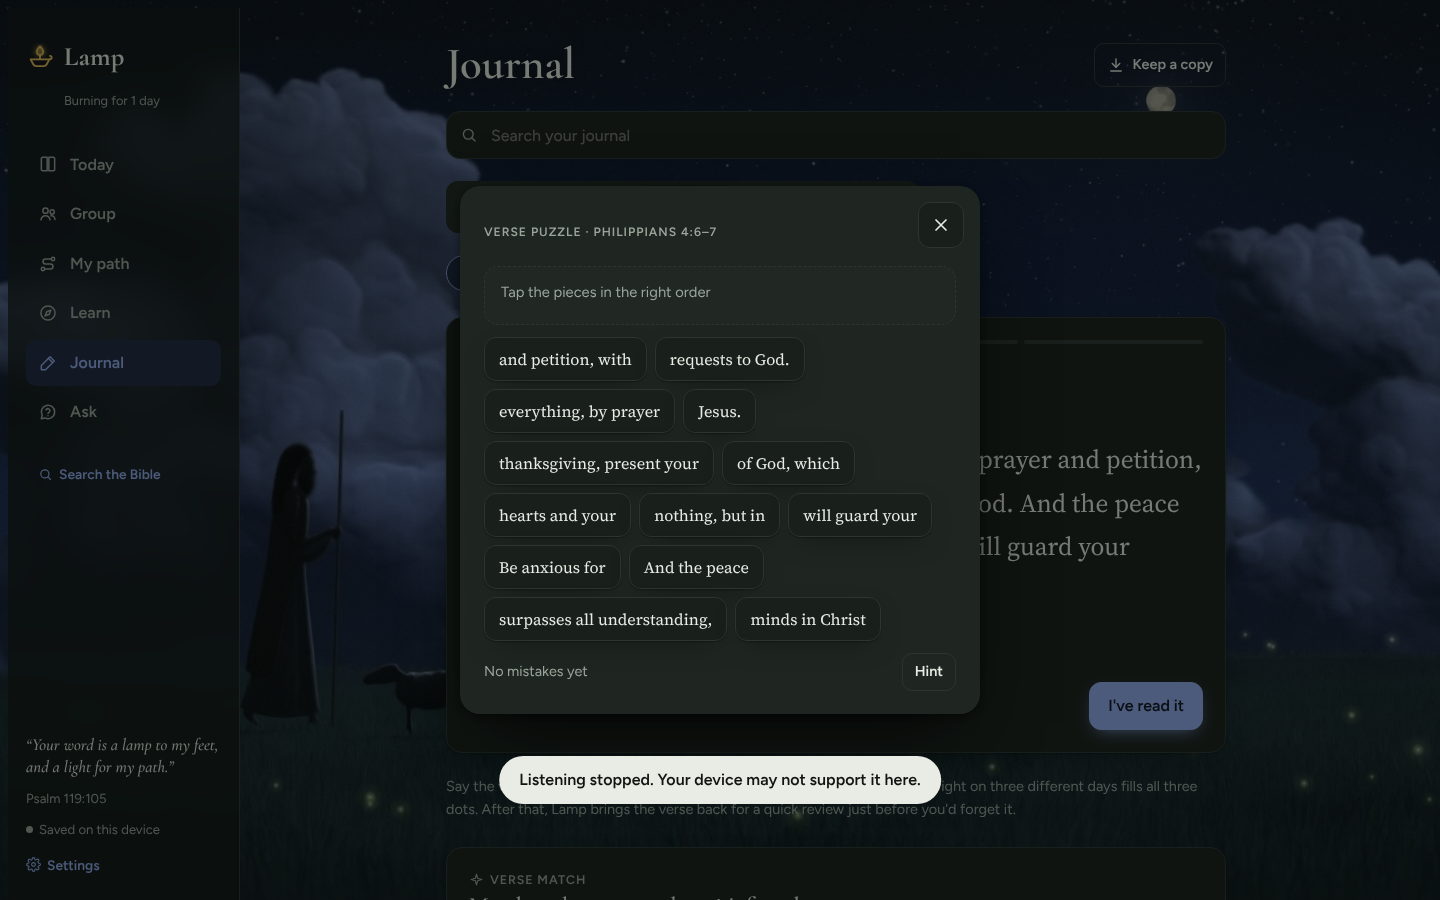 Lamp
Burning for 1 day
Today
Group
My path
Learn
Journal
Ask
Search the Bible
“Your word is a lamp to my feet,
and a light for my path.”
Psalm 119:105
Saved on this device
Settings
Journal
Keep a copy
Search your journal
VERSE PUZZLE · PHILIPPIANS 4:6–7
Tap the pieces in the right order
and petition, with
requests to God.
everything, by prayer
Jesus.
thanksgiving, present your
of God, which
hearts and your
nothing, but in
will guard your
Be anxious for
And the peace
surpasses all understanding,
minds in Christ
No mistakes yet
Hint
prayer and petition,
od. And the peace
ill guard your
I've read it
Listening stopped. Your device may not support it here.
Say the
ight on three different days fills all three
dots. After that, Lamp brings the verse back for a quick review just before you'd forget it.
VERSE MATCH